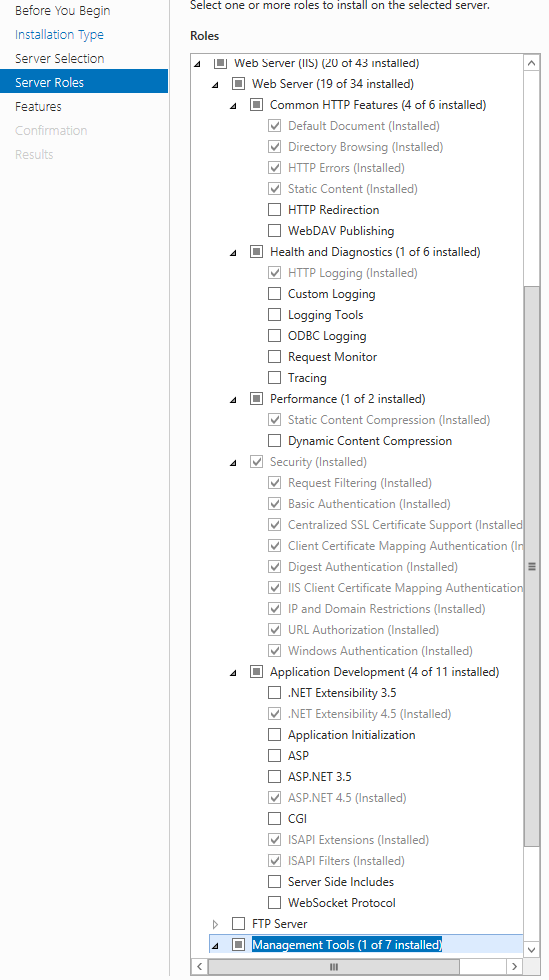 Before You Begin
Installation Type
Server Selection
Server Roles
Features
Confirmation
Results
Select one or more roles to install on the selected server.
Roles
Web Server (IIS) (20 of 43 installed)
Web Server (19 of 34 installed)
Common HTTP Features (4 of 6 installed)
Default Document (Installed)
Directory Browsing (Installed)
HTTP Errors (Installed)
Static Content (Installed)
HTTP Redirection
WebDAV Publishing
Health and Diagnostics (1 of 6 installed)
HTTP Logging (Installed)
Custom Logging
Logging Tools
ODBC Logging
Request Monitor
Tracing
Performance (1 of 2 installed)
Static Content Compression (Installed)
Dynamic Content Compression
Security (Installed)
Request Filtering (Installed)
Basic Authentication (Installed)
Centralized SSL Certificate Support (Installed
Client Certificate Mapping Authentication (In
Digest Authentication (Installed)
IIS Client Certificate Mapping Authentication
IP and Domain Restrictions (Installed)
URL Authorization (Installed)
Windows Authentication (Installed)
Application Development (4 of 11 installed)
.NET Extensibility 3.5
.NET Extensibility 4.5 (Installed)
Application Initialization
ASP
ASP.NET 3.5
ASP.NET 4.5 (Installed)
CGI
ISAPI Extensions (Installed)
ISAPI Filters (Installed)
Server Side Includes
WebSocket Protocol
FTP Server
Management Tools (1 of 7 installed)